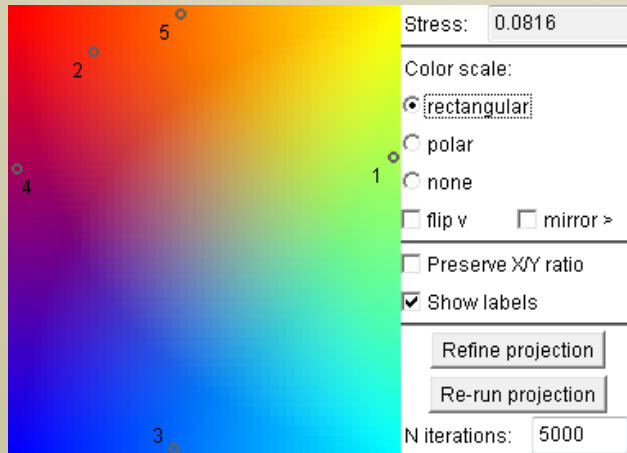 5
2
4
1
3
Stress: 0.0816
Color scale:
rectangular
polar
none
flip v mirror >
Preserve X/Y ratio
Show labels
Refine projection
Re-run projection
N iterations: 5000